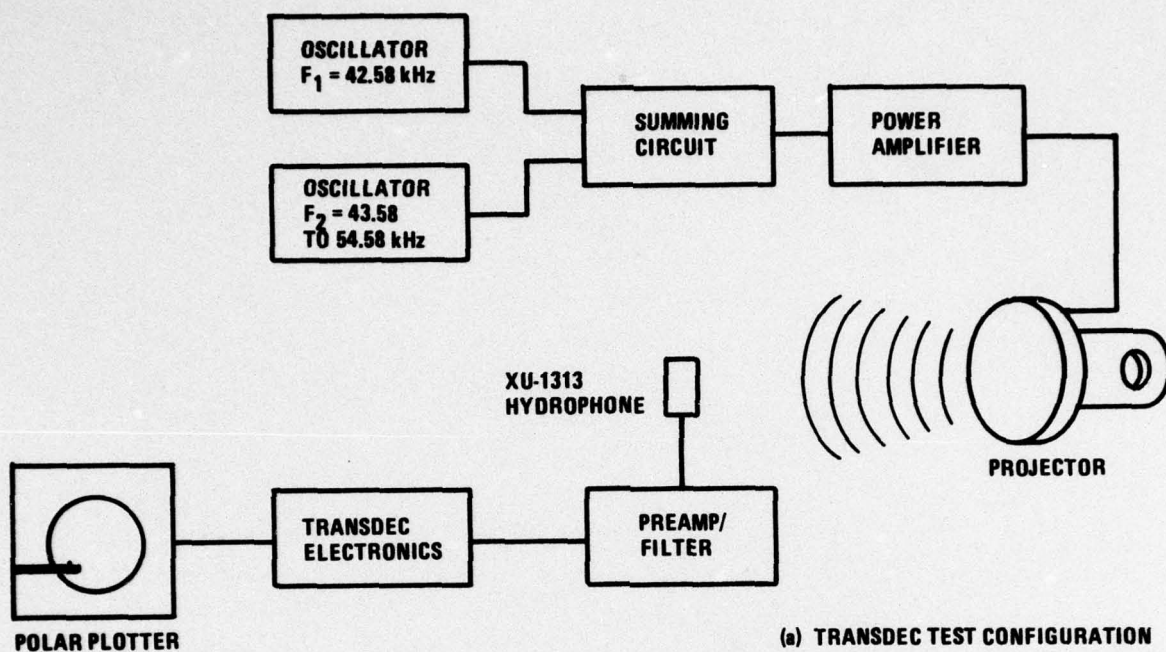 OSCILLATOR
F1 = 42.58 kHz
SUMMING
CIRCUIT
POWER
AMPLIFIER
OSCILLATOR
F2 = 43.58
TO 54.58 kHz
XU-1313
HYDROPHONE
PROJECTOR
TRANSDEC
ELECTRONICS
PREAMP/
FILTER
POLAR PLOTTER
(a) TRANSDEC TEST CONFIGURATION